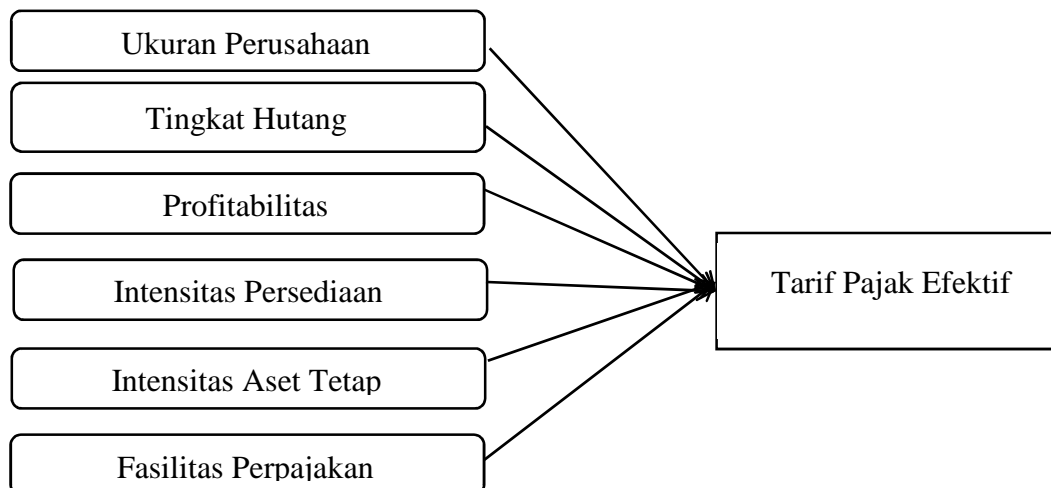 Ukuran Perusahaan
Tingkat Hutang
Profitabilitas
Intensitas Persediaan
Intensitas Aset Tetap
Fasilitas Perpajakan
Tarif Pajak Efektif